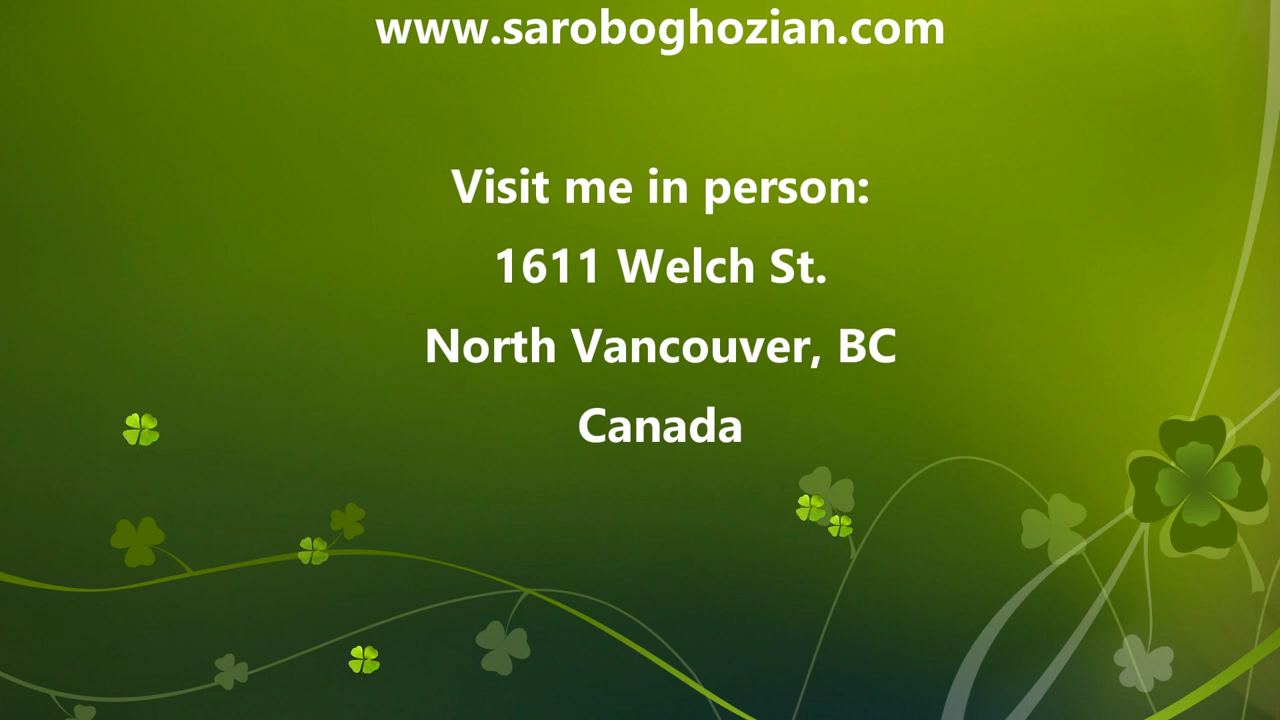 www.saroboghozian.com
Visit me in person:
1611 Welch St.
North Vancouver, BC
Canada